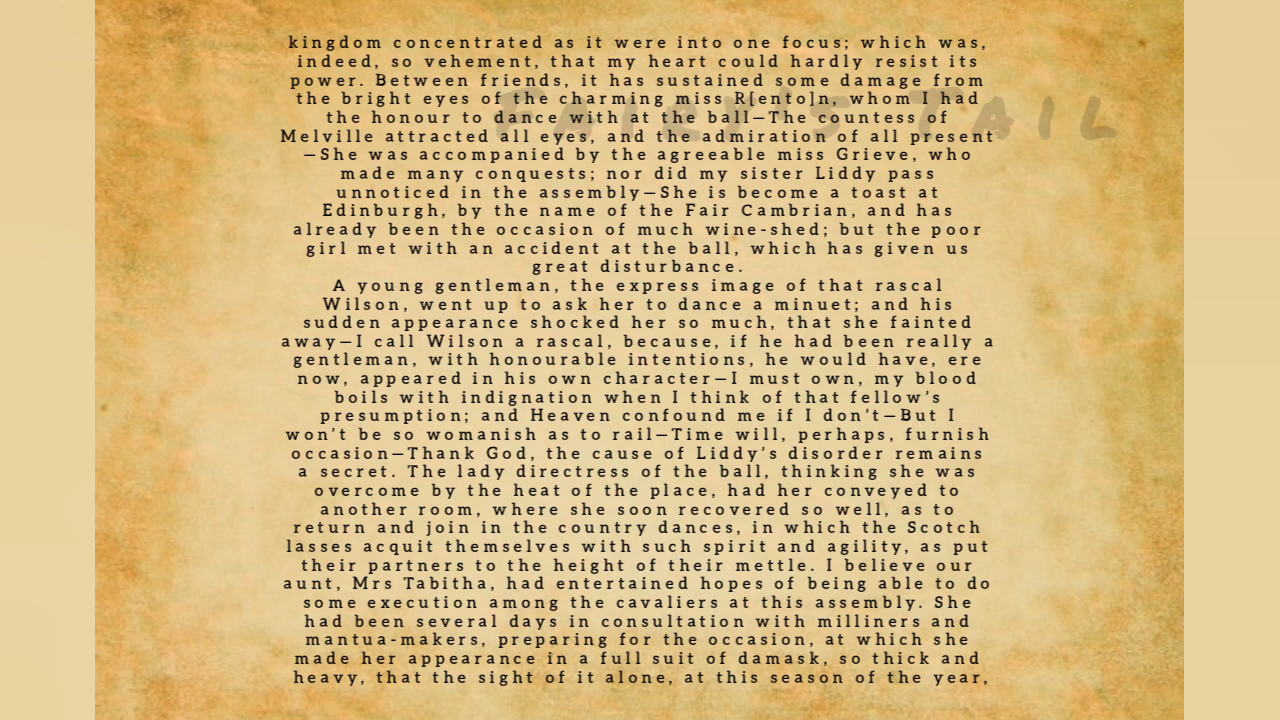 kingdom concentrated as it were into one focus; which was,
indeed, so vehement, that my heart could hardly resist its
power. Between friends, it has sustained some damage from
the bright eyes of the charming miss R[ento]n, whom I had
the honour to dance with at the ball—The countess of
Melville attracted all eyes, and the admiration of all present
—She was accompanied by the agreeable miss Grieve, who
made many conquests; nor did my sister Liddy pass
unnoticed in the assembly—She is become a toast at
Edinburgh, by the name of the Fair Cambrian, and has
already been the occasion of much wine-shed; but the poor
girl met with an accident at the ball, which has given us
great disturbance.
A young gentleman, the express image of that rascal
Wilson, went up to ask her to dance a minuet; and his
sudden appearance shocked her so much, that she fainted
away—I call Wilson a rascal, because, if he had been really a
gentleman, with honourable intentions, he would have, ere
now, appeared in his own character—I must own, my blood
boils with indignation when I think of that fellow's
presumption; and Heaven confound me if I don't—But I
won't be so womanish as to rail—Time will, perhaps, furnish
occasion—Thank God, the cause of Liddy's disorder remains
a secret. The lady directress of the ball, thinking she was
overcome by the heat of the place, had her conveyed to
another room, where she soon recovered so well, as to
return and join in the country dances, in which the Scotch
lasses acquit themselves with such spirit and agility, as put
their partners to the height of their mettle. I believe our
aunt, Mrs Tabitha, had entertained hopes of being able to do
some execution among the cavaliers at this assembly. She
had been several days in consultation with milliners and
mantua-makers, preparing for the occasion, at which she
made her appearance in a full suit of damask, so thick and
heavy, that the sight of it alone, at this season of the year,